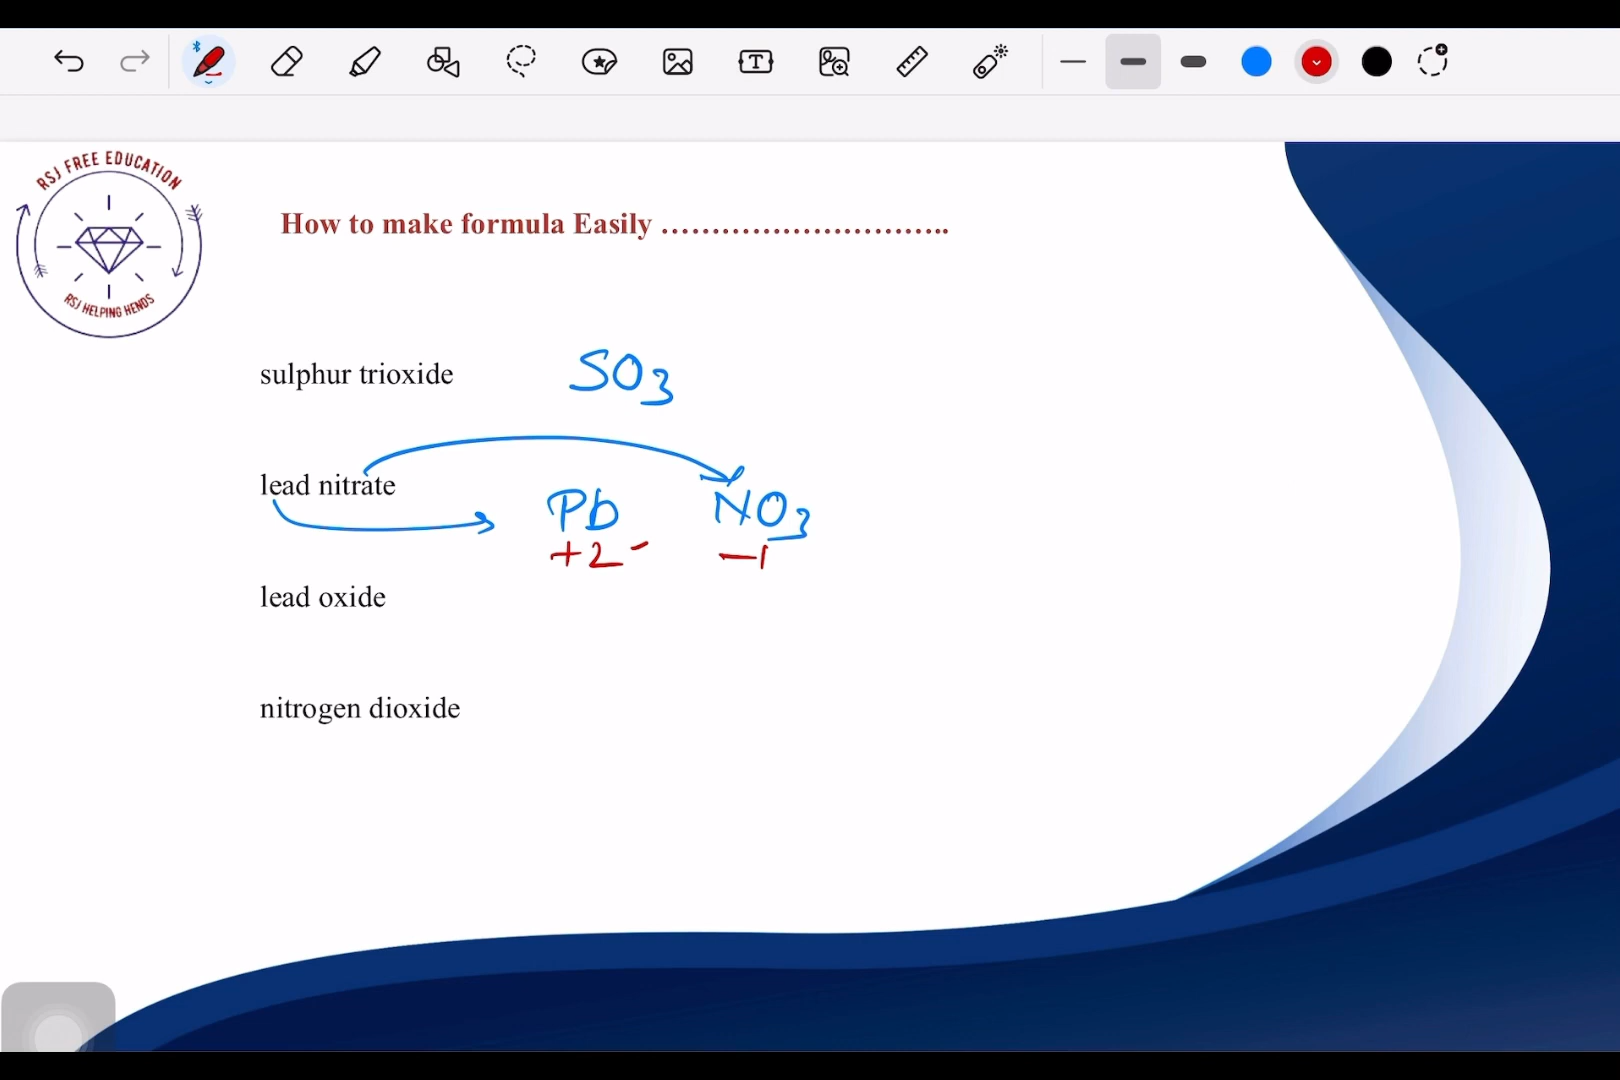 RSJ FREE EDUCATION
RSJ HELPING HENDS
How to make formula Easily ..............................
sulphur trioxide SO3
lead nitrate Pb NO3
+2 - -1
lead oxide
nitrogen dioxide